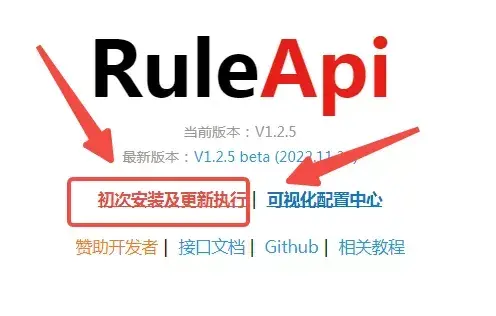 RuleApi
当前版本：V1.2.5
最新版本：V1.2.5 beta (2022.11.
初次安装及更新执行 | 可视化配置中心
赞助开发者 | 接口文档 | Github | 相关教程